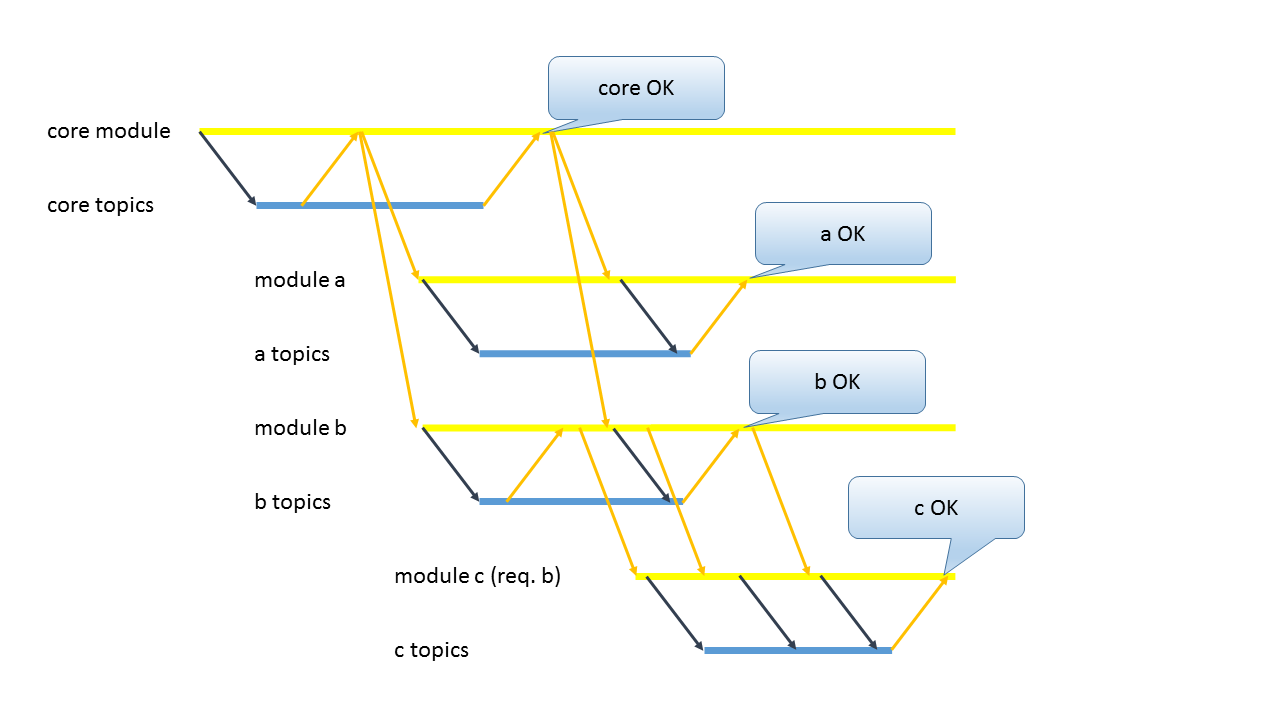 core OK
core module
core topics
a OK
module a
a topics
b OK
module b
b topics
c OK
module c (req. b)
c topics